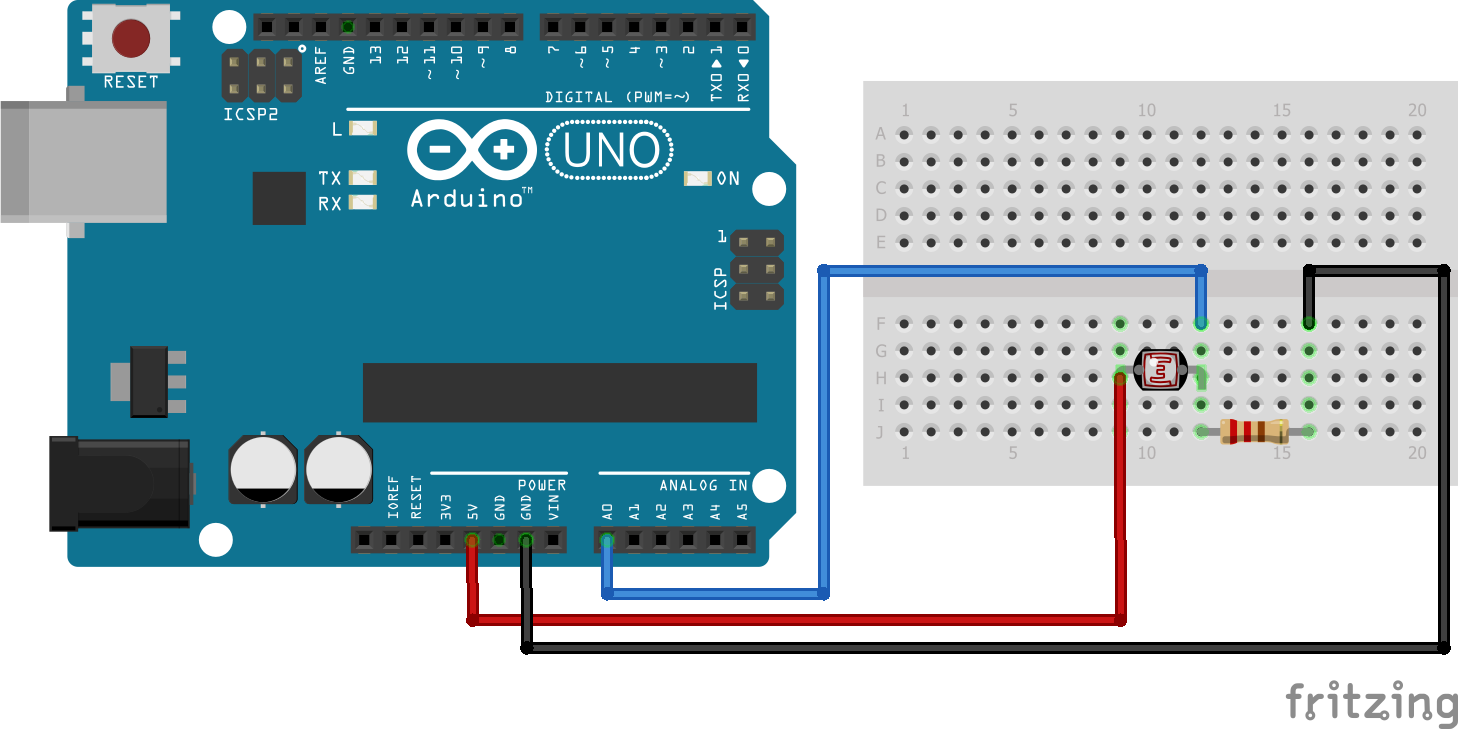 RESET
ICSP2
AREF
GND
13
12
~11
~10
~9
8
7
~6
~5
4
~3
2
TX0▶1
RX0◀0
DIGITAL (PWM=~)
L
TX
RX
UNO
Arduino™
ON
1
ICSP
IOREF
RESET
3V3
5V
GND
GND
VIN
POWER
A0
A1
A2
A3
A4
A5
ANALOG IN
1 5 10 15 20
A
B
C
D
E
F
G
H
I
J
1 5 10 15 20
fritzing